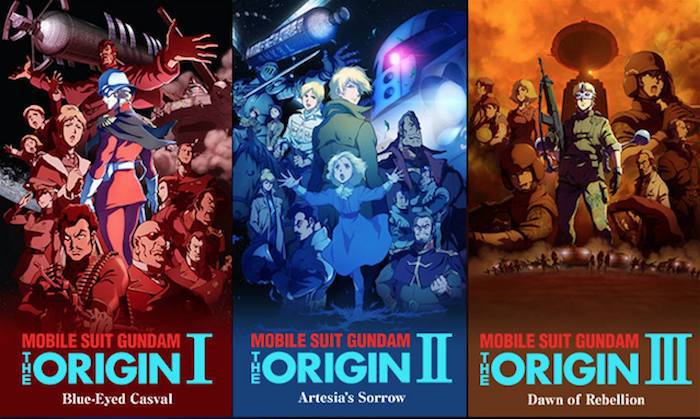 MOBILE SUIT GUNDAM
THE ORIGIN I
Blue-Eyed Casval
MOBILE SUIT GUNDAM
THE ORIGIN II
Artesia's Sorrow
MOBILE SUIT GUNDAM
THE ORIGIN III
Dawn of Rebellion